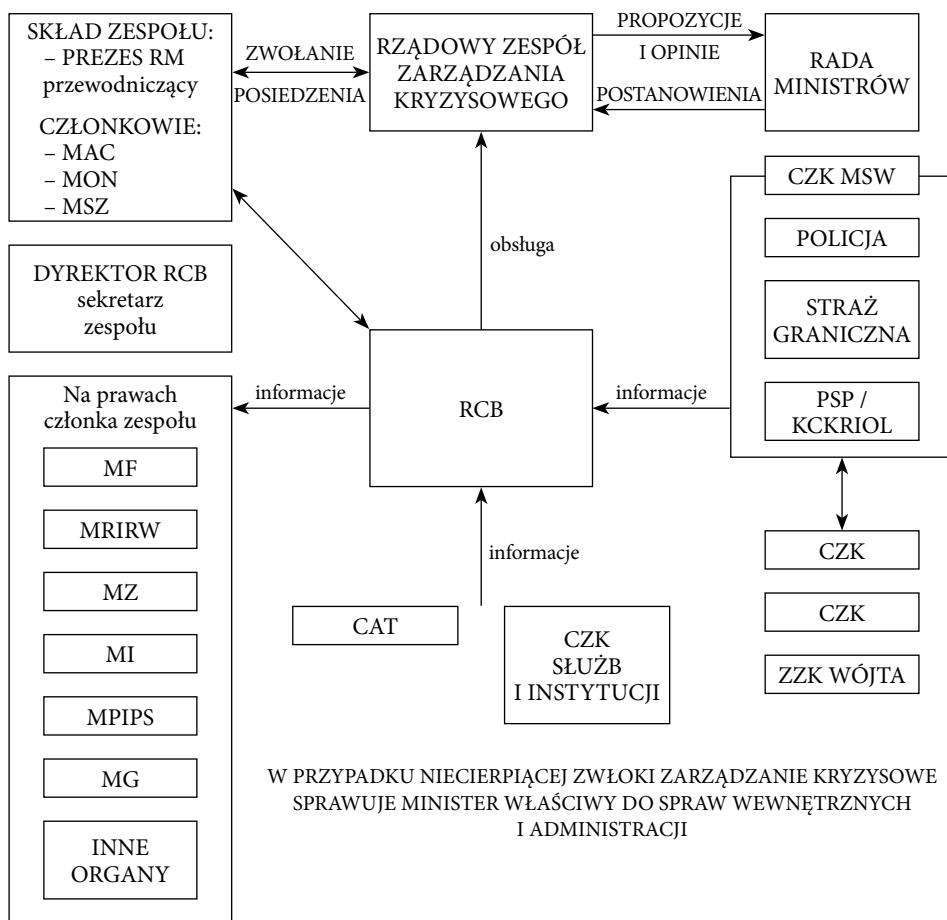 SKŁAD ZESPOŁU:
– PREZES RM
przewodniczący
CZŁONKOWIE:
– MAC
– MON
– MSZ
ZWOŁANIE
POSIEDZENIA
RZĄDOWY ZESPÓŁ
ZARZĄDZANIA
KRYZYSOWEGO
PROPOZYCJE
I OPINIE
POSTANOWIENIA
RADA
MINISTRÓW
DYREKTOR RCB
sekretarz
zespołu
obsługa
CZK MSW
POLICJA
STRAŻ
GRANICZNA
PSP /
KCKRIOL
Na prawach
członka zespołu
MF
MRIRW
MZ
MI
MPIPS
MG
INNE
ORGANY
informacje
RCB
informacje
informacje
CAT
CZK
SŁUŻB
I INSTYTUCJI
CZK
CZK
ZZK WÓJTA
W PRZYPADKU NIECIERPIĄCEJ ZWŁOKI ZARZĄDZANIE KRYZYSOWE
SPRAWUJE MINISTER WŁAŚCIWY DO SPRAW WEWNĘTRZNYCH
I ADMINISTRACJI